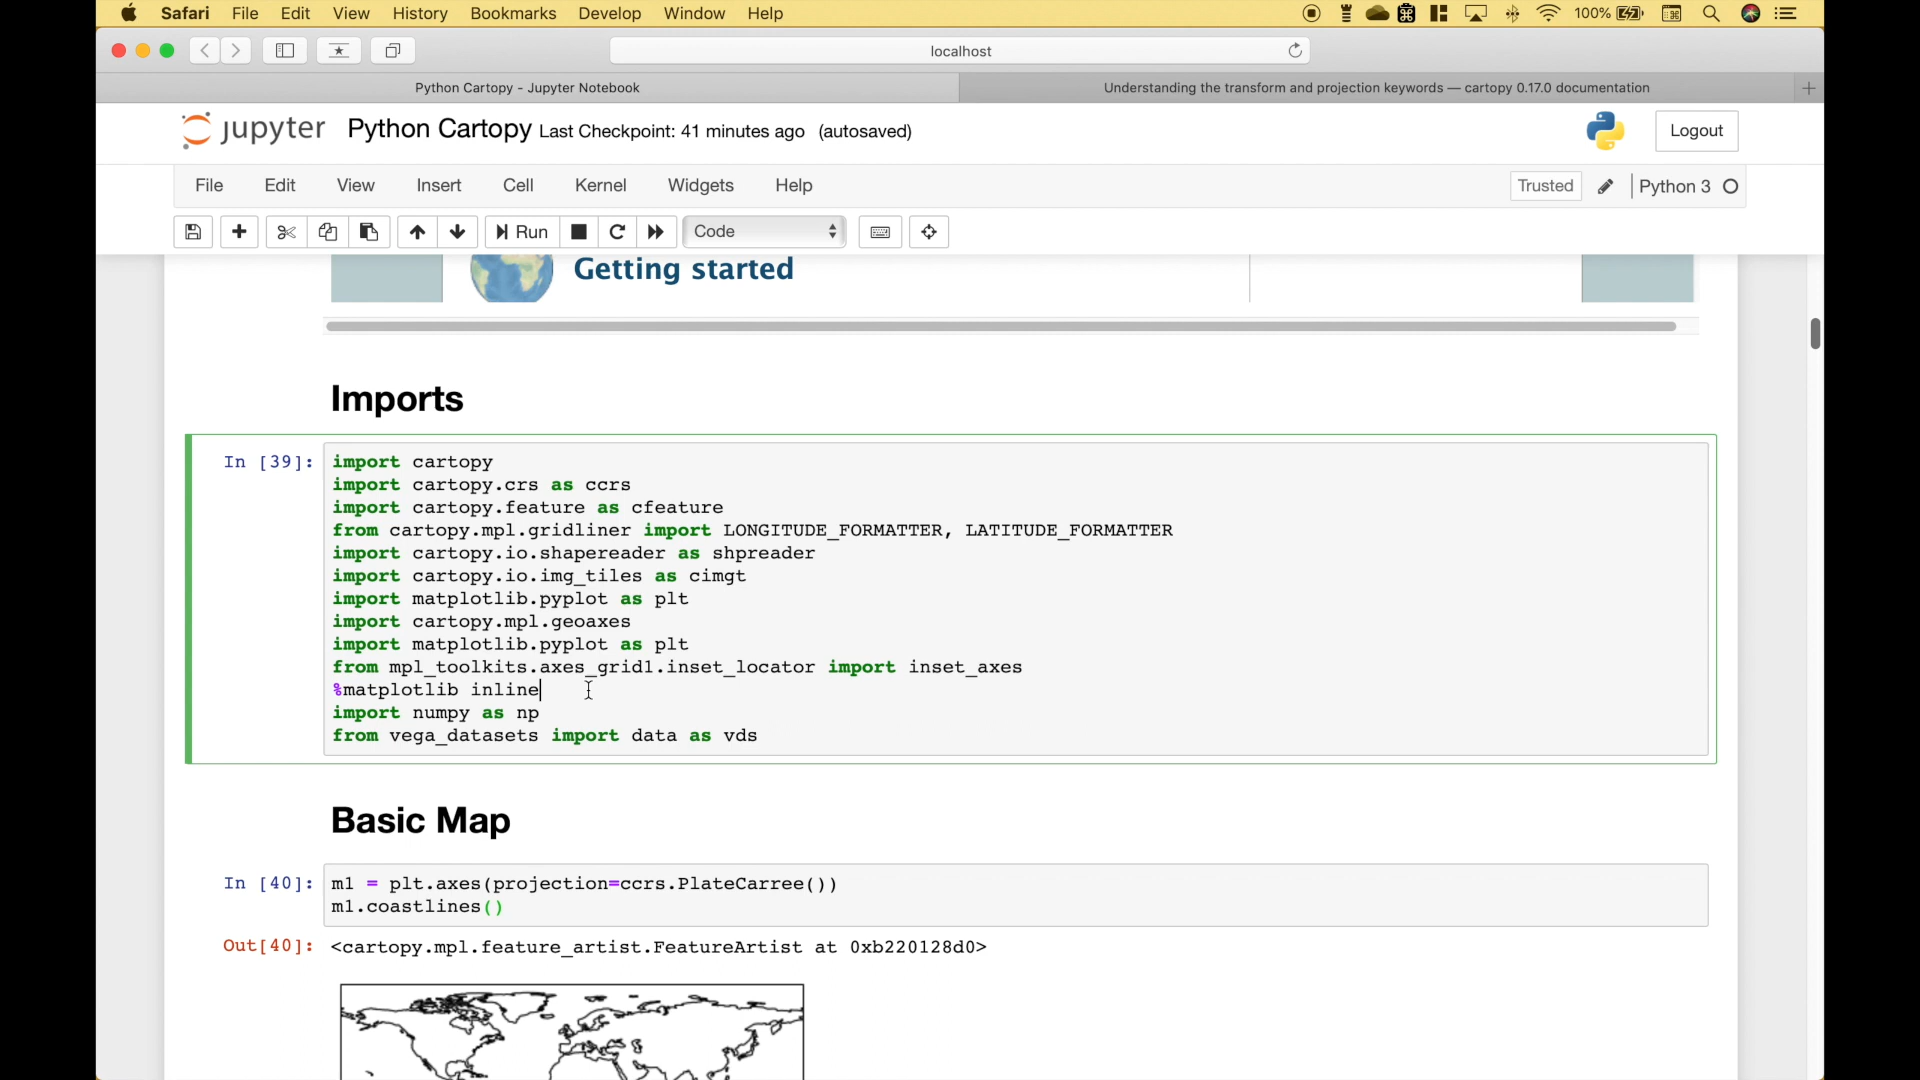 Safari File Edit View History Bookmarks Develop Window Help 100%
localhost
Python Cartopy - Jupyter Notebook
Understanding the transform and projection keywords — cartopy 0.17.0 documentation
jupyter Python Cartopy Last Checkpoint: 41 minutes ago (autosaved)
Logout
File Edit View Insert Cell Kernel Widgets Help
Trusted
Python 3
Run
Code
Getting started
Imports
In [39]:
import cartopy
import cartopy.crs as ccrs
import cartopy.feature as cfeature
from cartopy.mpl.gridliner import LONGITUDE_FORMATTER, LATITUDE_FORMATTER
import cartopy.io.shapereader as shpreader
import cartopy.io.img_tiles as cimgt
import matplotlib.pyplot as plt
import cartopy.mpl.geoaxes
import matplotlib.pyplot as plt
from mpl_toolkits.axes_grid1.inset_locator import inset_axes
%matplotlib inline
import numpy as np
from vega_datasets import data as vds
Basic Map
In [40]:
m1 = plt.axes(projection=ccrs.PlateCarree())
m1.coastlines()
Out[40]: <cartopy.mpl.feature_artist.FeatureArtist at 0xb220128d0>